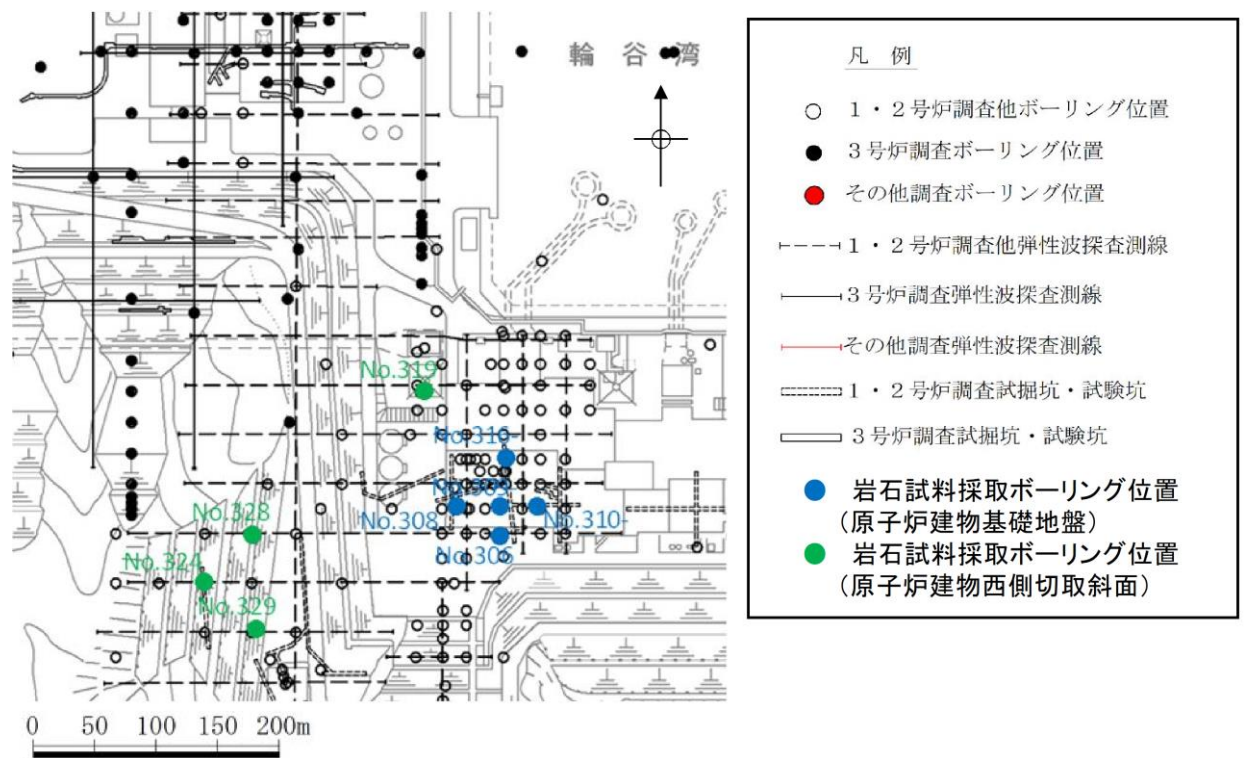 輪谷湾
No.319
No.316-
No.309
No.308
No.310-
No.306
No.328
No.324
No.329
0 50 100 150 200m
凡 例
1・2号炉調査他ボーリング位置
3号炉調査ボーリング位置
その他調査ボーリング位置
1・2号炉調査他弾性波探査測線
3号炉調査弾性波探査測線
その他調査弾性波探査測線
1・2号炉調査試掘坑・試験坑
3号炉調査試掘坑・試験坑
岩石試料採取ボーリング位置
(原子炉建物基礎地盤)
岩石試料採取ボーリング位置
(原子炉建物西側切取斜面)